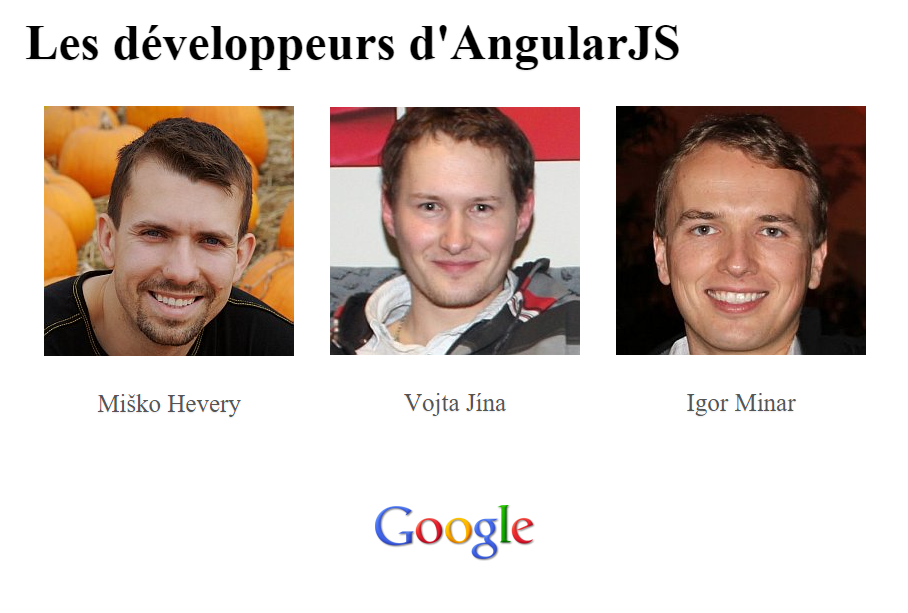 Les développeurs d'AngularJS
Miško Hevery
Vojta Jína
Igor Minar
Google